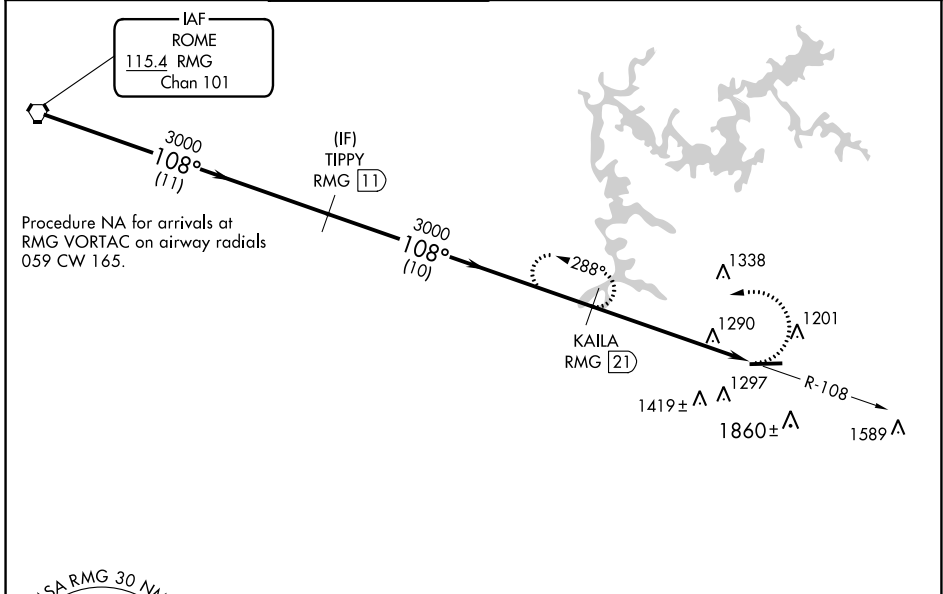 IAF
ROME
115.4 RMG
Chan 101
3000
108°
(11)
(IF)
TIPPY
RMG 11
Procedure NA for arrivals at
RMG VORTAC on airway radials
059 CW 165.
3000
108°
(10)
288°
1338
1290
1201
KAILA
RMG 21
1297
R-108
1419±
1860±
1589
SA RMG 30 NM